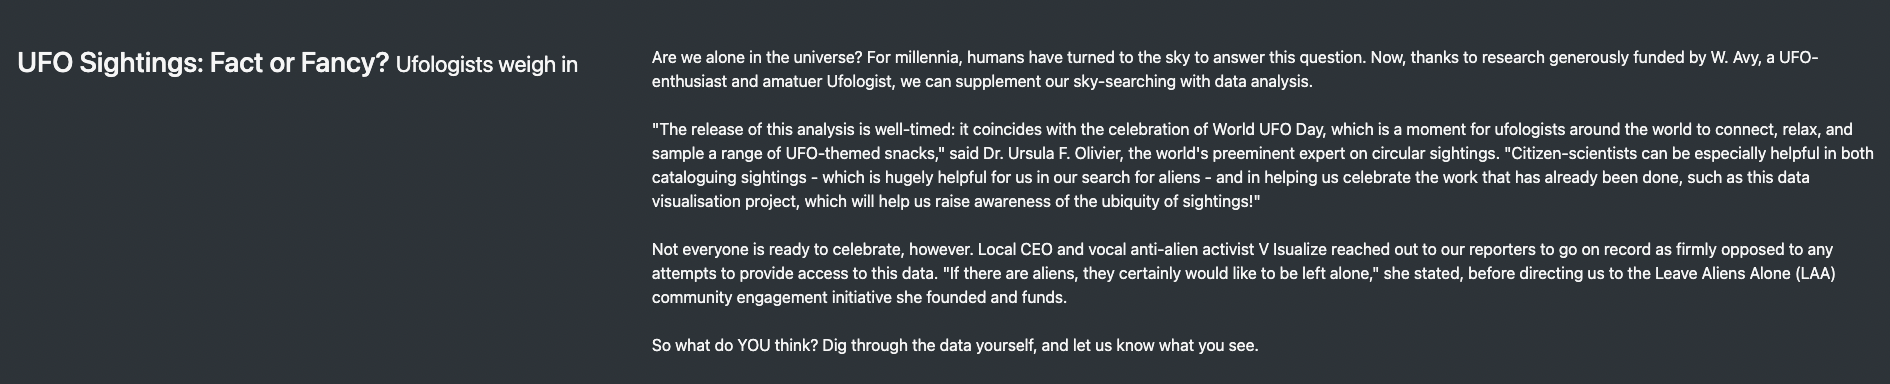 UFO Sightings: Fact or Fancy? Ufologists weigh in
Are we alone in the universe? For millennia, humans have turned to the sky to answer this question. Now, thanks to research generously funded by W. Avy, a UFO-
enthusiast and amatuer Ufologist, we can supplement our sky-searching with data analysis.
"The release of this analysis is well-timed: it coincides with the celebration of World UFO Day, which is a moment for ufologists around the world to connect, relax, and
sample a range of UFO-themed snacks," said Dr. Ursula F. Olivier, the world's preeminent expert on circular sightings. "Citizen-scientists can be especially helpful in both
cataloguing sightings - which is hugely helpful for us in our search for aliens - and in helping us celebrate the work that has already been done, such as this data
visualisation project, which will help us raise awareness of the ubiquity of sightings!"
Not everyone is ready to celebrate, however. Local CEO and vocal anti-alien activist V Isualize reached out to our reporters to go on record as firmly opposed to any
attempts to provide access to this data. "If there are aliens, they certainly would like to be left alone," she stated, before directing us to the Leave Aliens Alone (LAA)
community engagement initiative she founded and funds.
So what do YOU think? Dig through the data yourself, and let us know what you see.